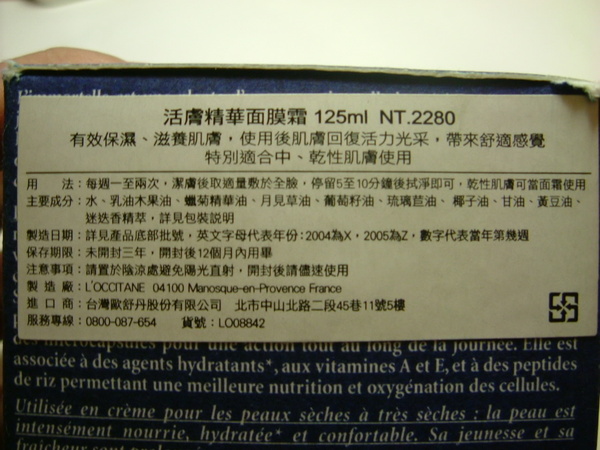 活膚精華面膜霜 125ml NT.2280
有效保濕、滋養肌膚，使用後肌膚回復活力光采，帶來舒適感覺
特別適合中、乾性肌膚使用
用 法：每週一至兩次，潔膚後取適量敷於全臉，停留5至10分鐘後拭淨即可，乾性肌膚可當面霜使用
主要成分：水、乳油木果油、蠟菊精華油、月見草油、葡萄籽油、琉璃苣油、椰子油、甘油、黃豆油、
迷迭香精萃，詳見包裝說明
製造日期：詳見產品底部批號，英文字母代表年份:2004為X，2005為Z，數字代表當年第幾週
保存期限：未開封三年，開封後12個月內用畢
注意事項：請置於陰涼處避免陽光直射，開封後請儘速使用
製 造 廠：L'OCCITANE 04100 Manosque-en-Provence France
進 口 商：台灣歐舒丹股份有限公司 北市中山北路二段45巷11號5樓
服務專線：0800-087-654 貨號：LO08842
des microcapsules pour une action tout au long de la journée. Elle est
associée à des agents hydratants*, aux vitamines A et E, et à des peptides
de riz permettant une meilleure nutrition et oxygénation des cellules.
Utilisée en crème pour les peaux sèches à très sèches : la peau est
intensément nourrie, hydratée* et confortable. Sa jeunesse et sa
fraîcheur sont